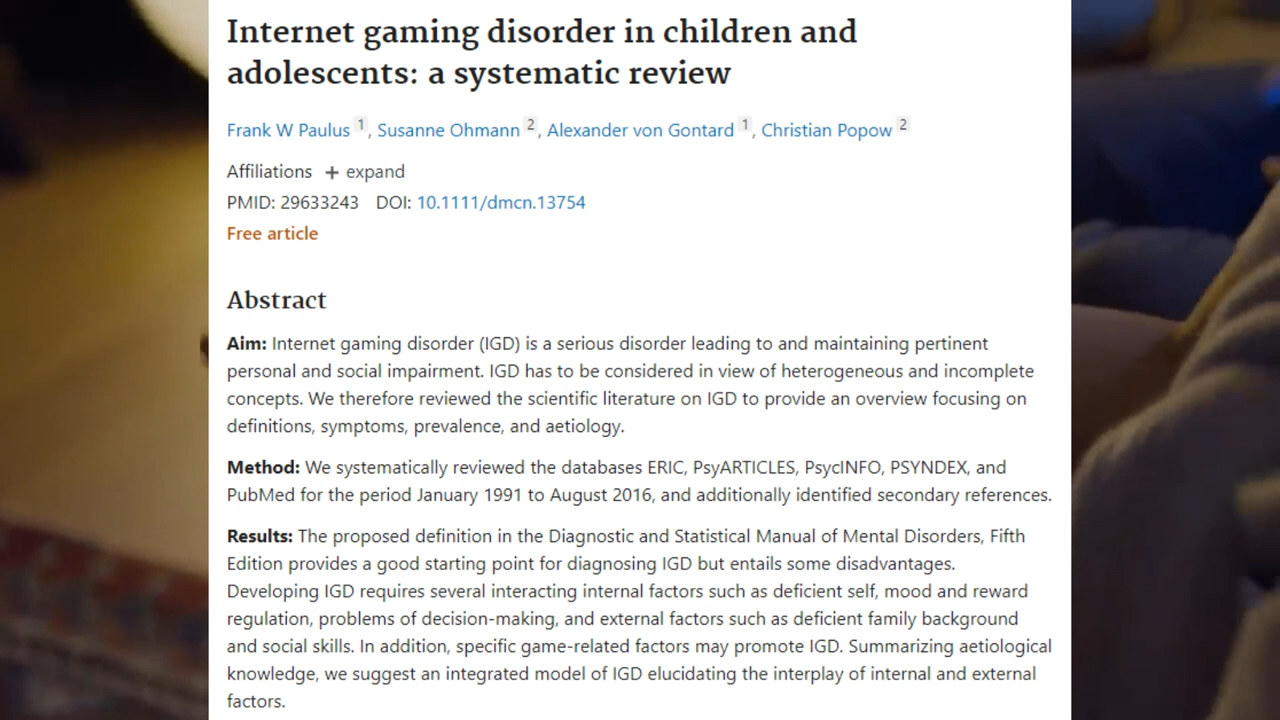 Internet gaming disorder in children and
adolescents: a systematic review
Frank W Paulus 1, Susanne Ohmann 2, Alexander von Gontard 1, Christian Popow 2
Affiliations + expand
PMID: 29633243 DOI: 10.1111/dmcn.13754
Free article
Abstract
Aim: Internet gaming disorder (IGD) is a serious disorder leading to and maintaining pertinent
personal and social impairment. IGD has to be considered in view of heterogeneous and incomplete
concepts. We therefore reviewed the scientific literature on IGD to provide an overview focusing on
definitions, symptoms, prevalence, and aetiology.
Method: We systematically reviewed the databases ERIC, PsyARTICLES, PsycINFO, PSYNDEX, and
PubMed for the period January 1991 to August 2016, and additionally identified secondary references.
Results: The proposed definition in the Diagnostic and Statistical Manual of Mental Disorders, Fifth
Edition provides a good starting point for diagnosing IGD but entails some disadvantages.
Developing IGD requires several interacting internal factors such as deficient self, mood and reward
regulation, problems of decision-making, and external factors such as deficient family background
and social skills. In addition, specific game-related factors may promote IGD. Summarizing aetiological
knowledge, we suggest an integrated model of IGD elucidating the interplay of internal and external
factors.